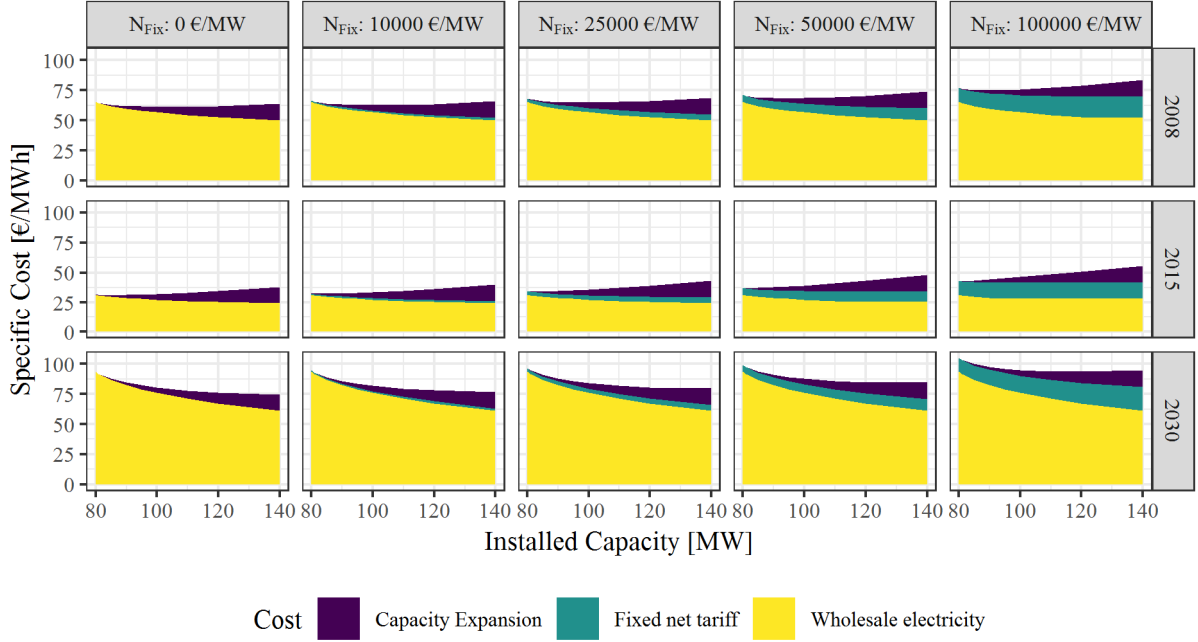 N_Fix: 0 €/MW
N_Fix: 10000 €/MW
N_Fix: 25000 €/MW
N_Fix: 50000 €/MW
N_Fix: 100000 €/MW
Specific Cost [€/MWh]
100
75
50
25
0
2008
100
75
50
25
0
2015
100
75
50
25
0
2030
80 100 120 140 80 100 120 140 80 100 120 140 80 100 120 140 80 100 120 140
Installed Capacity [MW]
Cost Capacity Expansion Fixed net tariff Wholesale electricity